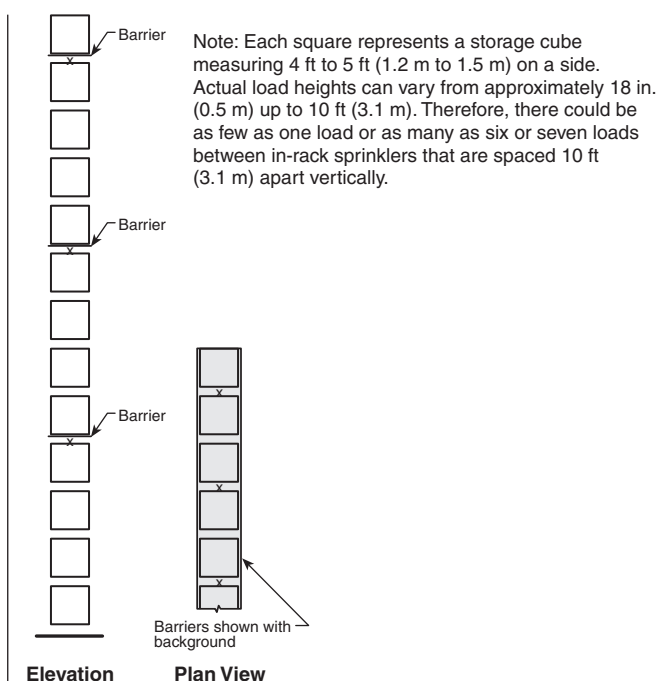 Barrier
Note: Each square represents a storage cube
measuring 4 ft to 5 ft (1.2 m to 1.5 m) on a side.
Actual load heights can vary from approximately 18 in.
(0.5 m) up to 10 ft (3.1 m). Therefore, there could be
as few as one load or as many as six or seven loads
between in-rack sprinklers that are spaced 10 ft
(3.1 m) apart vertically.
x
Barrier
x
x
Barrier
x
x
x
Barriers shown with
background
Elevation Plan View